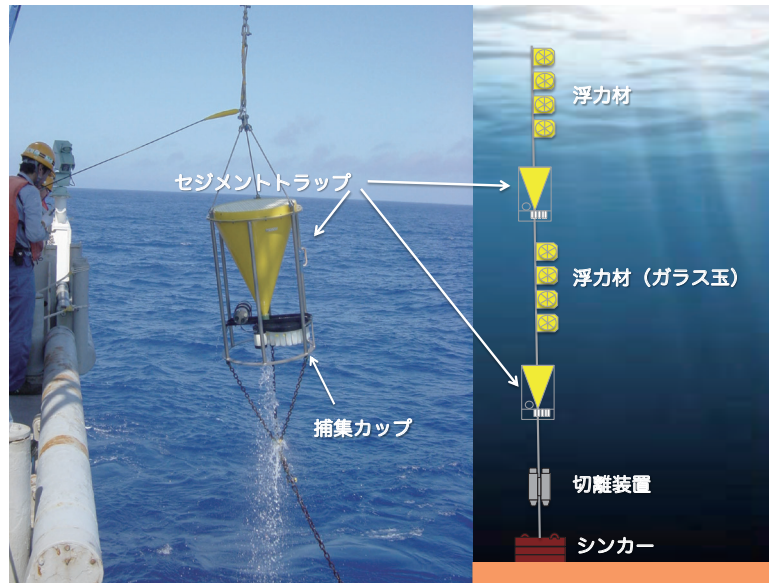 セジメントトラップ
捕集カップ
浮力材
浮力材（ガラス玉）
切離装置
シンカー